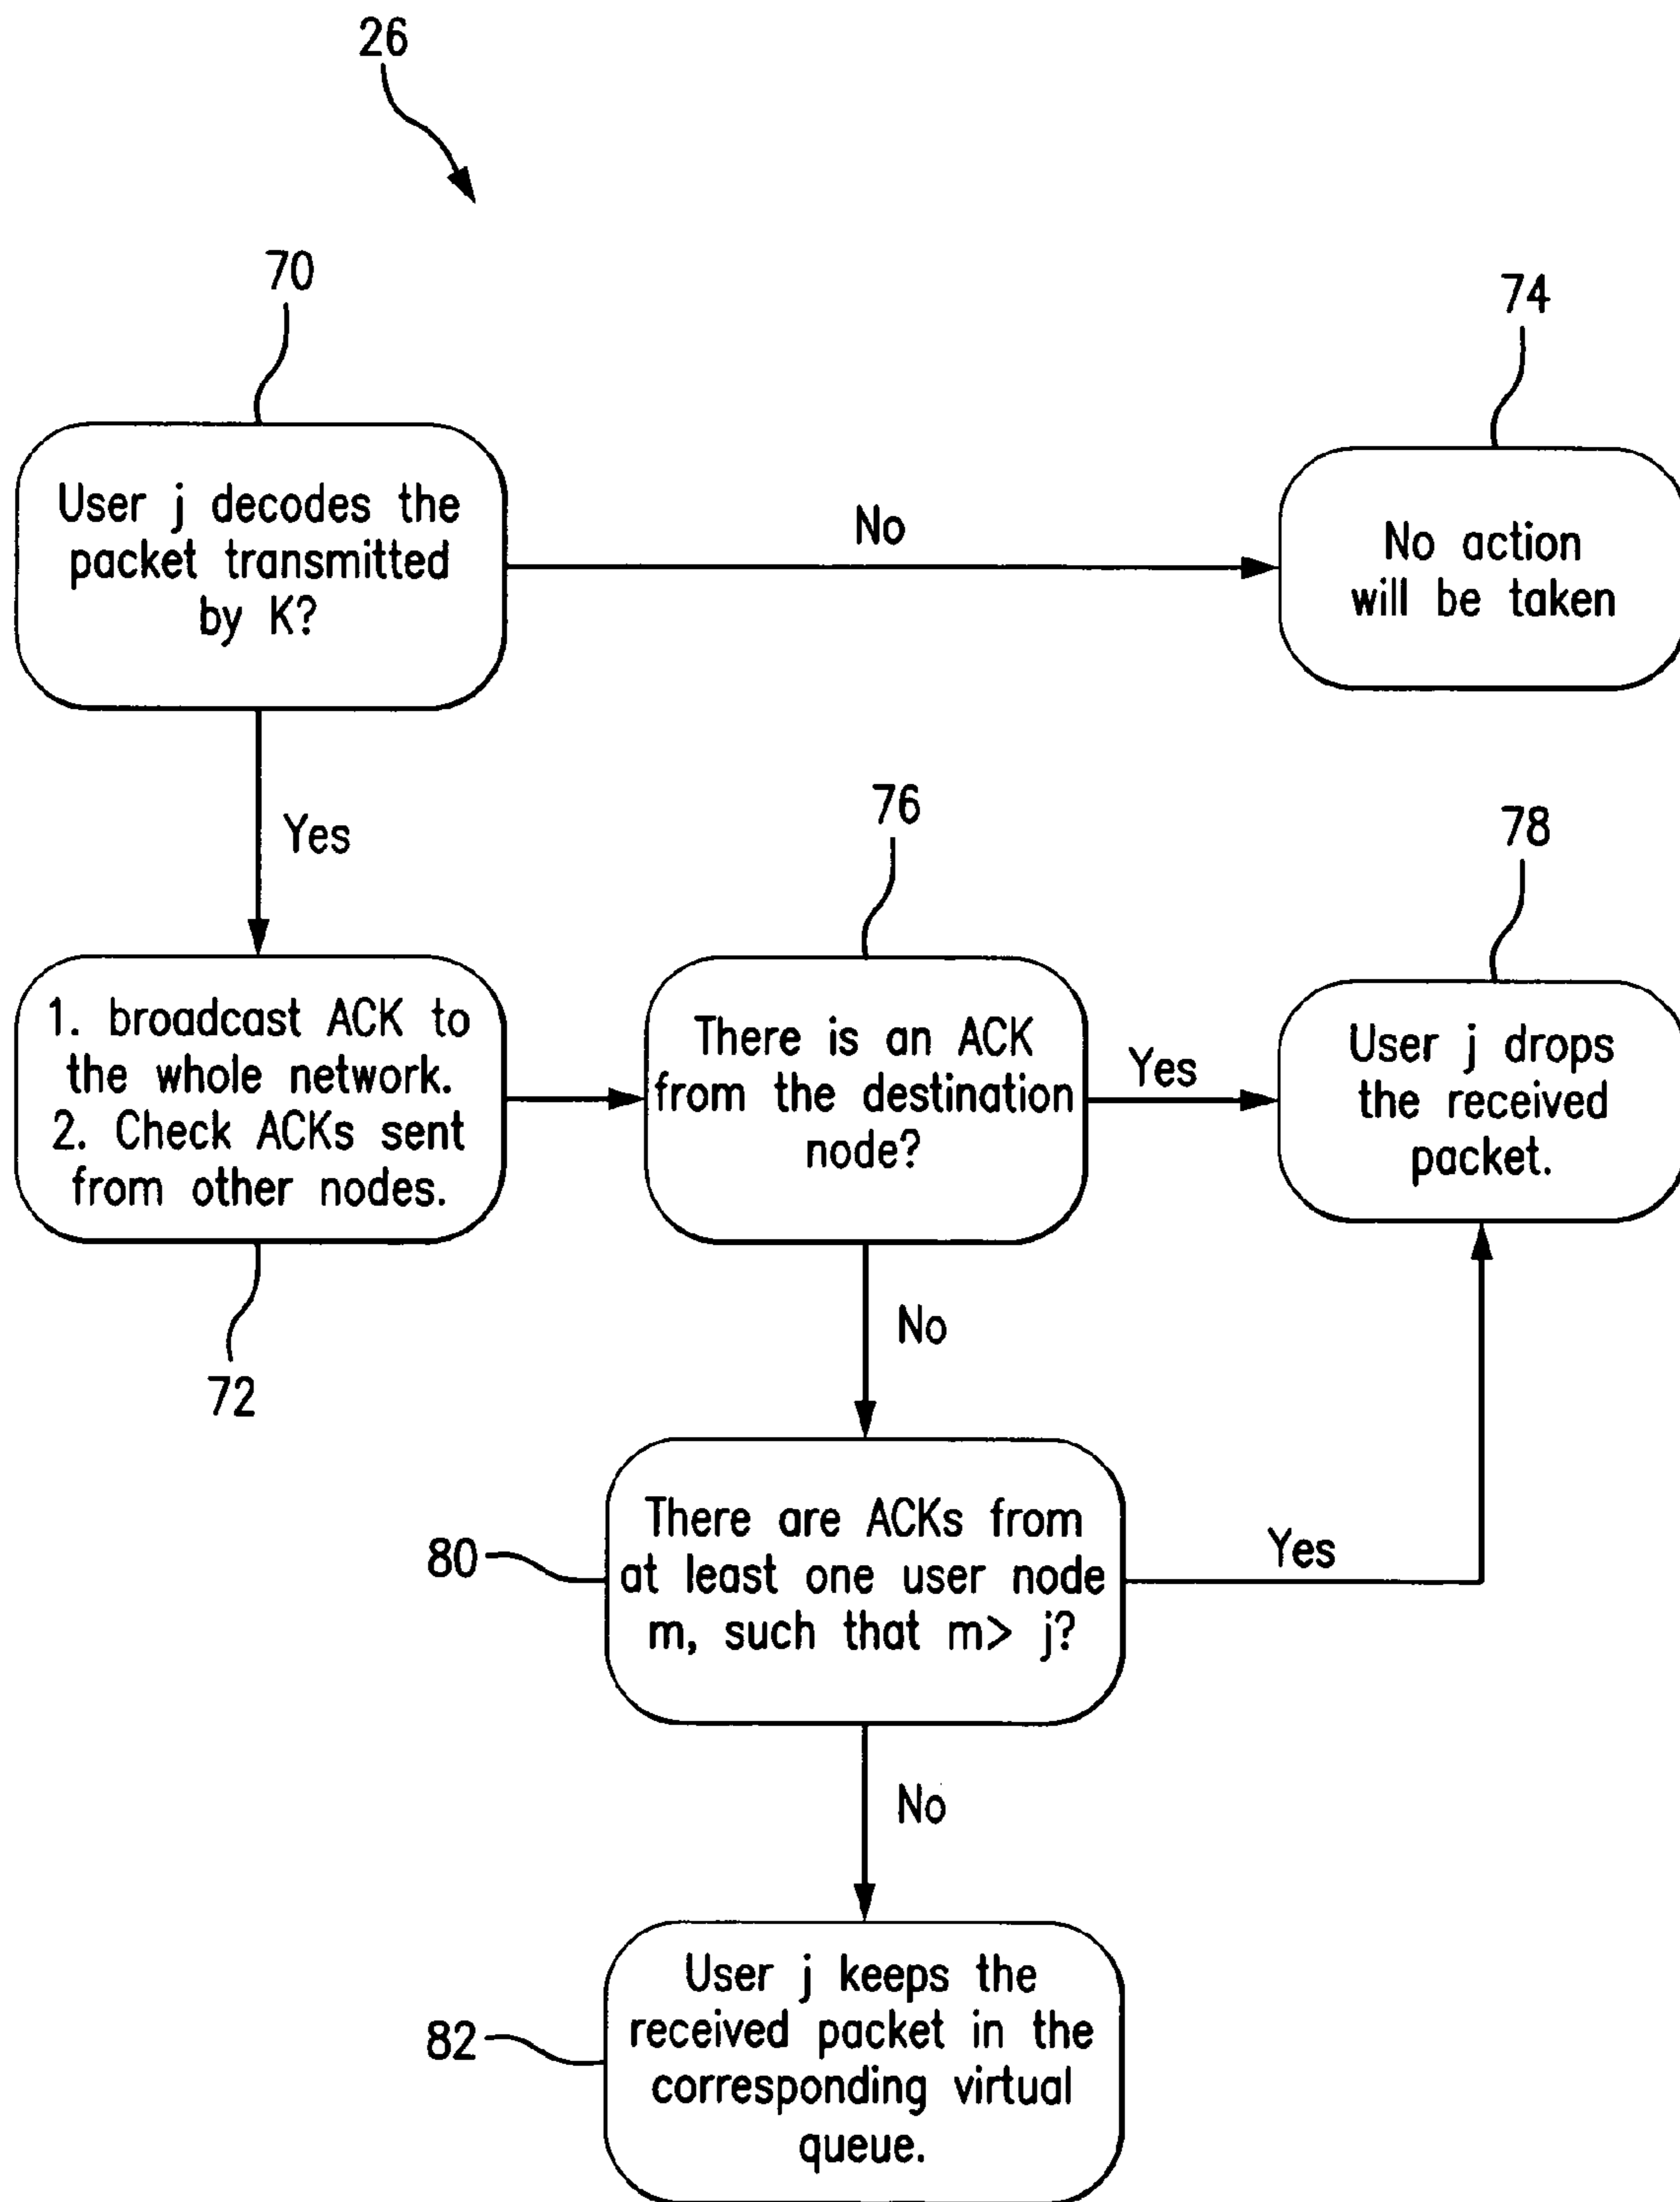 26
70
74
User j decodes the
packet transmitted
by K?
No
No action
will be taken
Yes
76
78
1. broadcast ACK to
the whole network.
2. Check ACKs sent
from other nodes.
There is an ACK
from the destination
node?
Yes
User j drops
the received
packet.
72
No
80
There are ACKs from
at least one user node
m, such that m> j?
Yes
No
82
User j keeps the
received packet in the
corresponding virtual
queue.